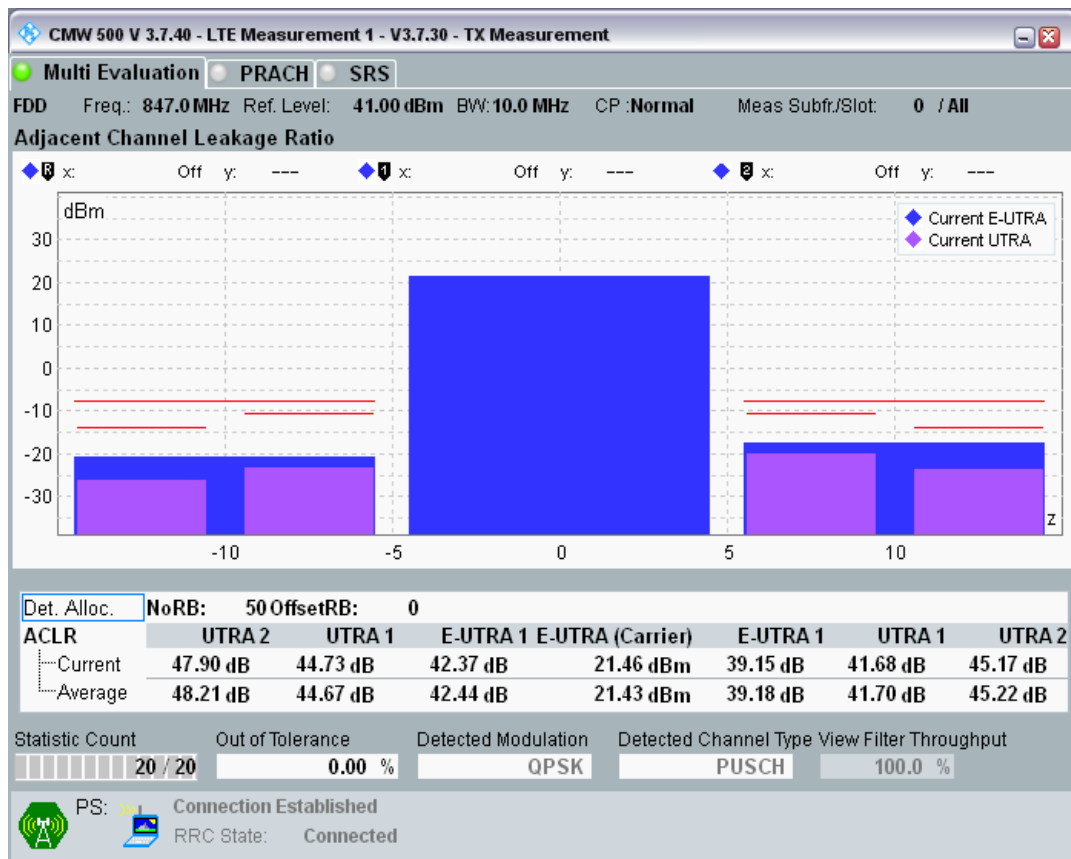 CMW 500 V 3.7.40 - LTE Measurement 1 - V3.7.30 - TX Measurement
Multi Evaluation PRACH SRS
FDD Freq.: 847.0 MHz Ref. Level: 41.00 dBm BW: 10.0 MHz CP :Normal Meas Subfr./Slot: 0 / All
Adjacent Channel Leakage Ratio
R x: Off y: --- 1 x: Off y: --- 2 x: Off y: ---
dBm
Current E-UTRA
Current UTRA
30
20
10
0
-10
-20
-30
z
-10 -5 0 5 10
Det. Alloc. NoRB: 50 OffsetRB: 0
ACLR UTRA 2 UTRA 1 E-UTRA 1 E-UTRA (Carrier) E-UTRA 1 UTRA 1 UTRA 2
Current 47.90 dB 44.73 dB 42.37 dB 21.46 dBm 39.15 dB 41.68 dB 45.17 dB
Average 48.21 dB 44.67 dB 42.44 dB 21.43 dBm 39.18 dB 41.70 dB 45.22 dB
Statistic Count Out of Tolerance Detected Modulation Detected Channel Type View Filter Throughput
20 / 20 0.00 % QPSK PUSCH 100.0 %
PS: Connection Established
RRC State: Connected